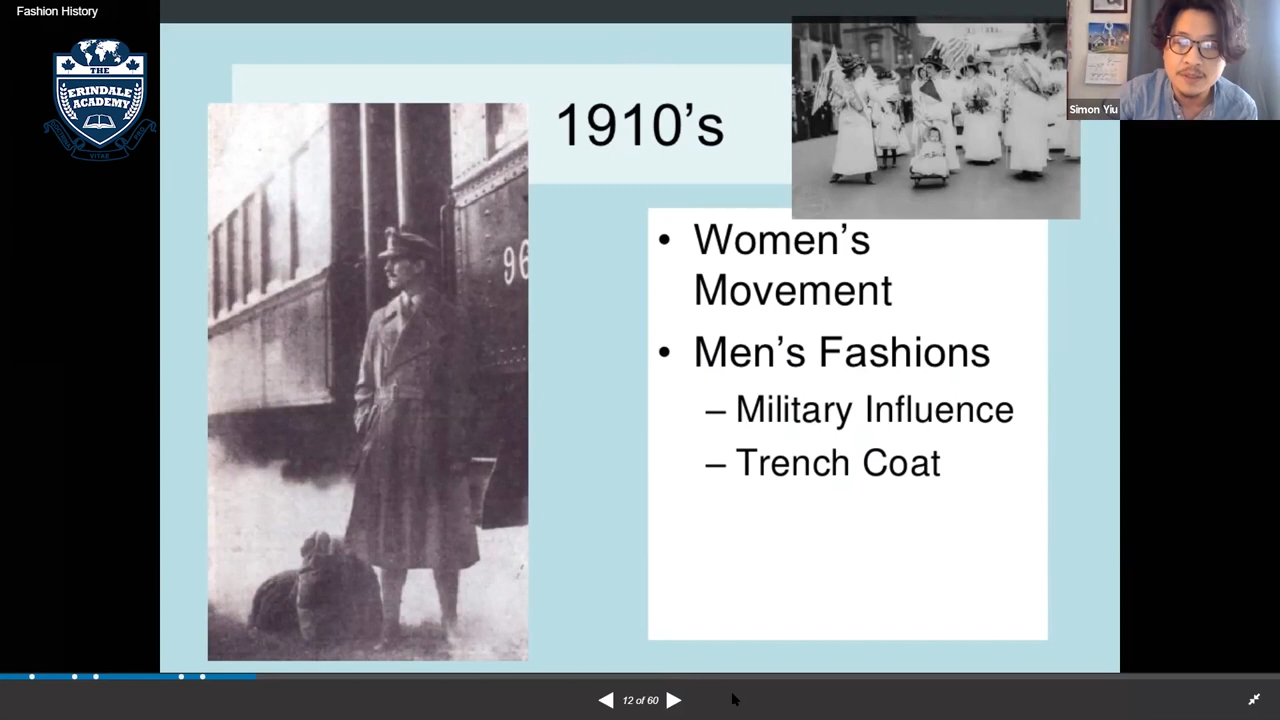 Fashion History
THE
ERINDALE
ACADEMY
VITAE
1910’s
96
Simon Yiu
• Women’s
Movement
• Men’s Fashions
– Military Influence
– Trench Coat
12 of 60